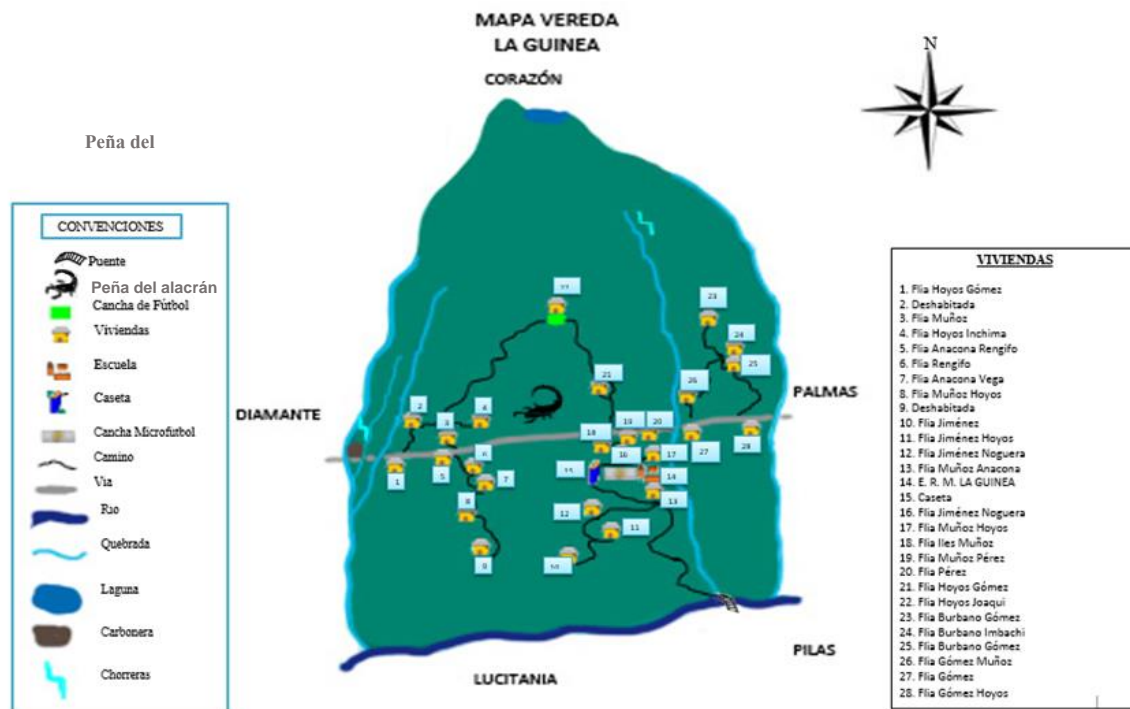 MAPA VEREDA
LA GUINEA
CORAZÓN
N
Peña del
CONVENCIONES
Puente
Peña del alacrán
Cancha de Fútbol
Viviendas
Escuela
Caseta
Cancha Microfútbol
Camino
Via
Rio
Quebrada
Laguna
Carbonera
Chorreras
DIAMANTE
PALMAS
PILAS
LUCITANIA
23
24
25
21
26
2
4
3
18
19
20
1
5
6
7
8
9
16
17
27
28
14
13
12
11
VIVIENDAS
1. Flia Hoyos Gómez
2. Deshabitada
3. Flia Muñoz
4. Flia Hoyos Inchima
5. Flia Anacona Rengifo
6. Flia Rengifo
7. Flia Anacona Vega
8. Flia Muñoz Hoyos
9. Deshabitada
10. Flia Jiménez
11. Flia Jiménez Hoyos
12. Flia Jiménez Noguera
13. Flia Muñoz Anacona
14. E. R. M. LA GUINEA
15. Caseta
16. Flia Jiménez Noguera
17. Flia Muñoz Hoyos
18. Flia Iles Muñoz
19. Flia Muñoz Pérez
20. Flia Pérez
21. Flia Hoyos Gómez
22. Flia Hoyos Joaqui
23. Flia Burbano Gómez
24. Flia Burbano Imbachi
25. Flia Burbano Gómez
26. Flia Gómez Muñoz
27. Flia Gómez
28. Flia Gómez Hoyos